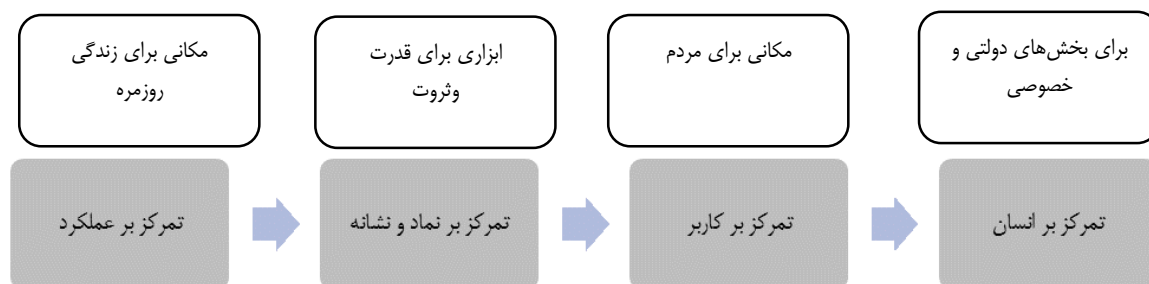 مکانی برای زندگی
روزمره
ابزاری برای قدرت
وثروت
مکانی برای مردم
برای بخش‌های دولتی و
خصوصی
تمرکز بر عملکرد
تمرکز بر نماد و نشانه
تمرکز بر کاربر
تمرکز بر انسان